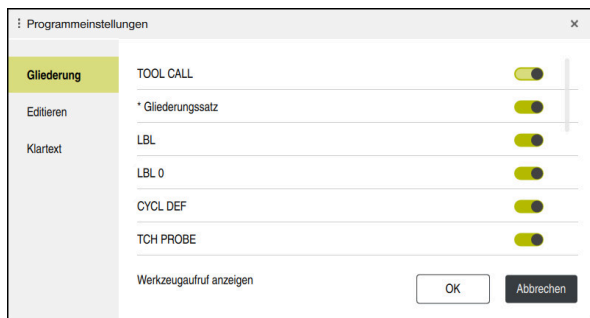 Programmeinstellungen
Gliederung
Editieren
Klartext
TOOL CALL
* Gliederungssatz
LBL
LBL 0
CYCL DEF
TCH PROBE
Werkzeugaufruf anzeigen
OK
Abbrechen